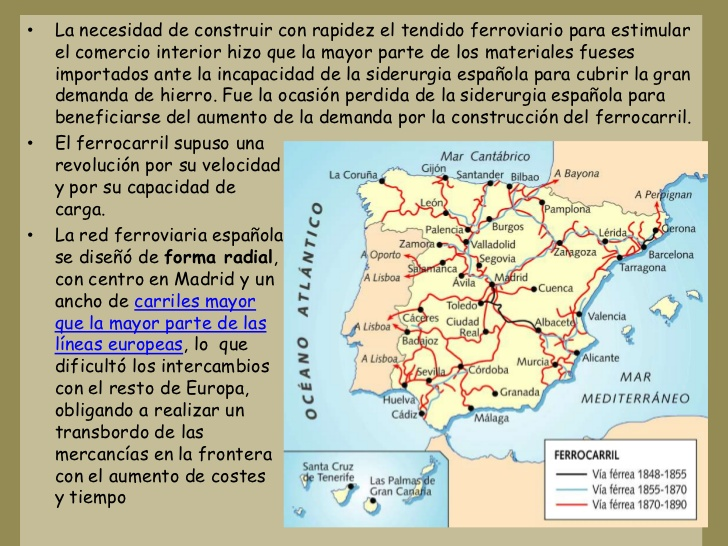 • La necesidad de construir con rapidez el tendido ferroviario para estimular
el comercio interior hizo que la mayor parte de los materiales fueses
importados ante la incapacidad de la siderurgia española para cubrir la gran
demanda de hierro. Fue la ocasión perdida de la siderurgia española para
beneficiarse del aumento de la demanda por la construcción del ferrocarril.
• El ferrocarril supuso una
revolución por su velocidad
y por su capacidad de
carga.
• La red ferroviaria española
se diseñó de forma radial,
con centro en Madrid y un
ancho de carriles mayor
que la mayor parte de las
líneas europeas, lo que
dificultó los intercambios
con el resto de Europa,
obligando a realizar un
transbordo de las
mercancías en la frontera
con el aumento de costes
y tiempo
Mar Cantábrico
A Bayona
Gijón
La Coruña
Santander
Bilbao
A Perpignan
León
Pamplona
Palencia
Burgos
Gerona
Lérida
Zamora
Valladolid
Zaragoza
Barcelona
A Oporto
Segovia
Tarragona
Salamanca
A Lisboa
Ávila
Madrid
Cuenca
Toledo
Valencia
Cáceres
Ciudad
Real
Albacete
A Lisboa
Badajoz
Alicante
A Lisboa
Murcia
Sevilla
Córdoba
MAR
MEDITERRÁNEO
Granada
Huelva
Cádiz
Málaga
OCÉANO ATLÁNTICO
Santa Cruz
de Tenerife
Las Palmas de
Gran Canaria
FERROCARRIL
Vía férrea 1848-1855
Vía férrea 1855-1870
Vía férrea 1870-1890